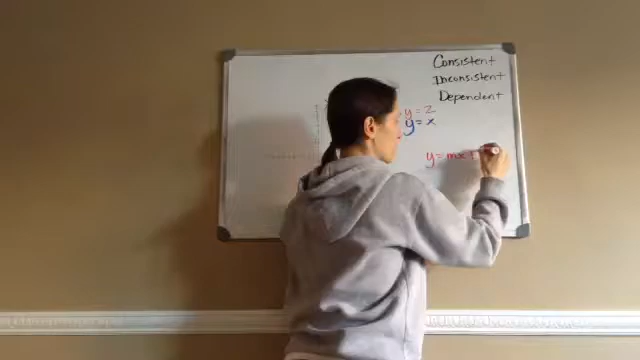 Consistent
Inconsistent
Dependent
y = 2
y = x
y = mx +